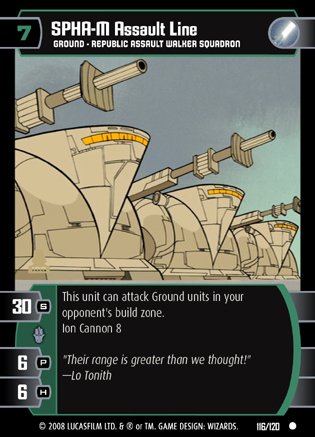 7
SPHA-M Assault Line
GROUND - REPUBLIC ASSAULT WALKER SQUADRON
30 S
This unit can attack Ground units in your
opponent's build zone.
Ion Cannon 8
6 P
"Their range is greater than we thought!"
—Lo Tonith
6 H
© 2008 LUCASFILM LTD. & ® or TM. GAME DESIGN: WIZARDS. 116/120